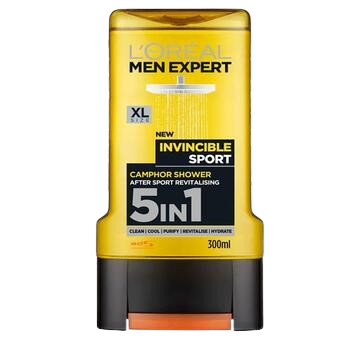 L'ORÉAL
MEN EXPERT
XL
SIZE
NEW
INVINCIBLE
SPORT
CAMPHOR SHOWER
AFTER SPORT REVITALISING
5IN1
CLEAN | COOL | PURIFY | REVITALISE | HYDRATE
300ml